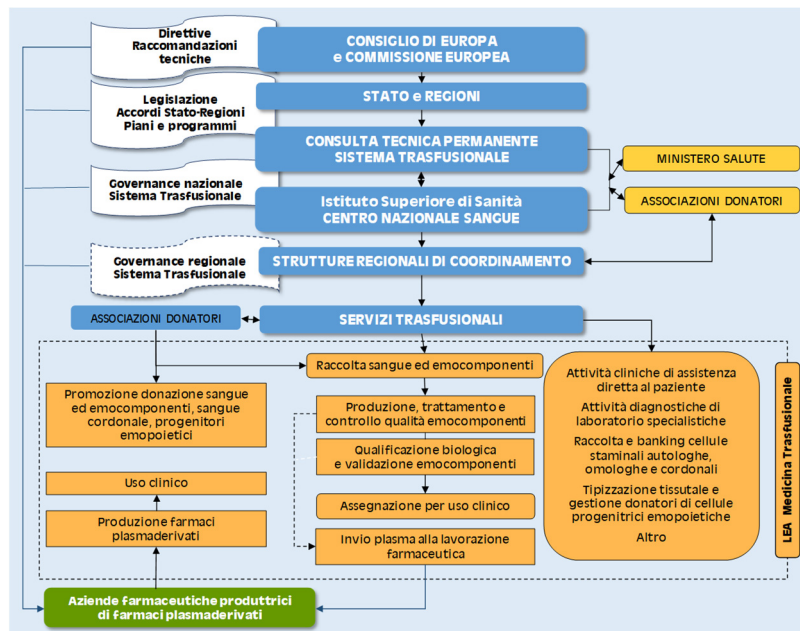 Direttive
Raccomandazioni
tecniche
CONSIGLIO DI EUROPA
e COMMISSIONE EUROPEA
Legislazione
Accordi Stato-Regioni
Piani e programmi
STATO e REGIONI
CONSULTA TECNICA PERMANENTE
SISTEMA TRASFUSIONALE
MINISTERO SALUTE
Governance nazionale
Sistema Trasfusionale
Istituto Superiore di Sanità
CENTRO NAZIONALE SANGUE
ASSOCIAZIONI DONATORI
Governance regionale
Sistema Trasfusionale
STRUTTURE REGIONALI DI COORDINAMENTO
ASSOCIAZIONI DONATORI
SERVIZI TRASFUSIONALI
Promozione donazione sangue
ed emocomponenti, sangue
cordonale, progenitori
emopoietici
Uso clinico
Produzione farmaci
plasmaderivati
Raccolta sangue ed emocomponenti
Produzione, trattamento e
controllo qualità emocomponenti
Qualificazione biologica
e validazione emocomponenti
Assegnazione per uso clinico
Invio plasma alla lavorazione
farmaceutica
Attività cliniche di assistenza
diretta al paziente
Attività diagnostiche di
laboratorio specialistiche
Raccolta e banking cellule
staminali autologhe,
omologhe e cordonali
Tipizzazione tissutale e
gestione donatori di cellule
progenitrici emopoietiche
Altro
LEA Medicina Trasfusionale
Aziende farmaceutiche produttrici
di farmaci plasmaderivati